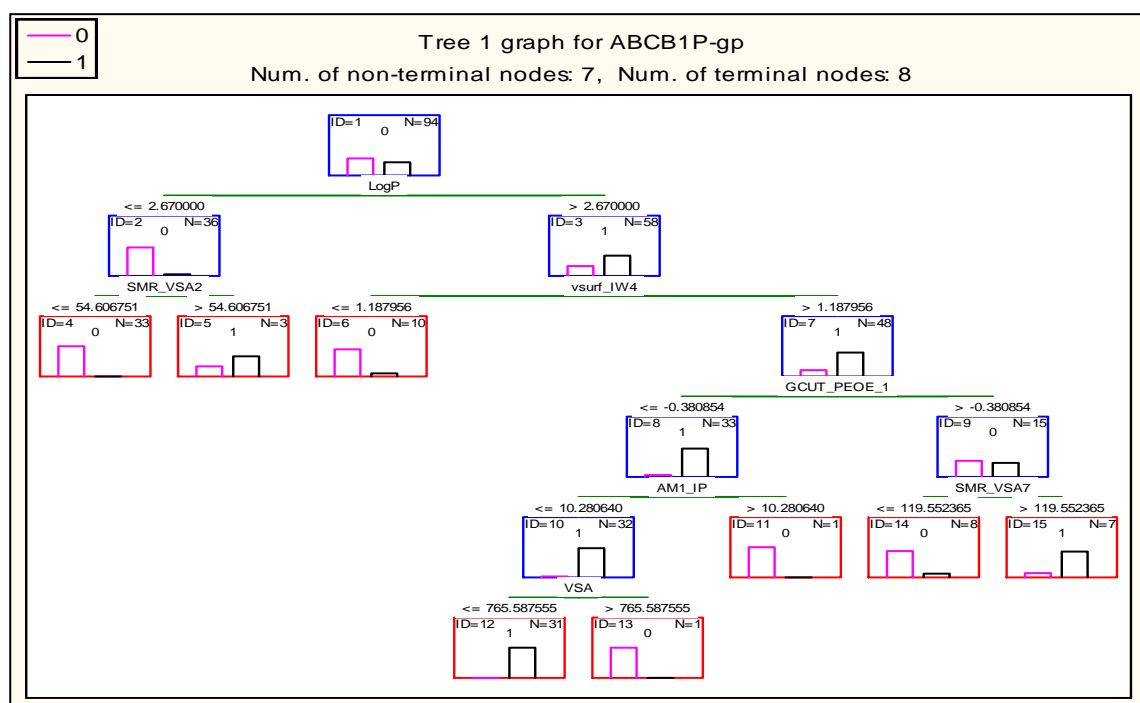 0
1
Tree 1 graph for ABCB1P-gp
Num. of non-terminal nodes: 7, Num. of terminal nodes: 8
ID=1 N=94
0
LogP
<= 2.670000 > 2.670000
ID=2 N=36 ID=3 N=58
0 1
SMR_VSA2 vsurf_IW4
<= 54.606751 > 54.606751 <= 1.187956 > 1.187956
ID=4 N=33 ID=5 N=3 ID=6 N=10 ID=7 N=48
0 1 0 1
GCUT_PEOE_1
<= -0.380854 > -0.380854
ID=8 N=33 ID=9 N=15
1 0
AM1_IP SMR_VSA7
<= 10.280640 > 10.280640 <= 119.552365 > 119.552365
ID=10 N=32 ID=11 N=1 ID=14 N=8 ID=15 N=7
1 0 0 1
VSA
<= 765.587555 > 765.587555
ID=12 N=31 ID=13 N=1
1 0